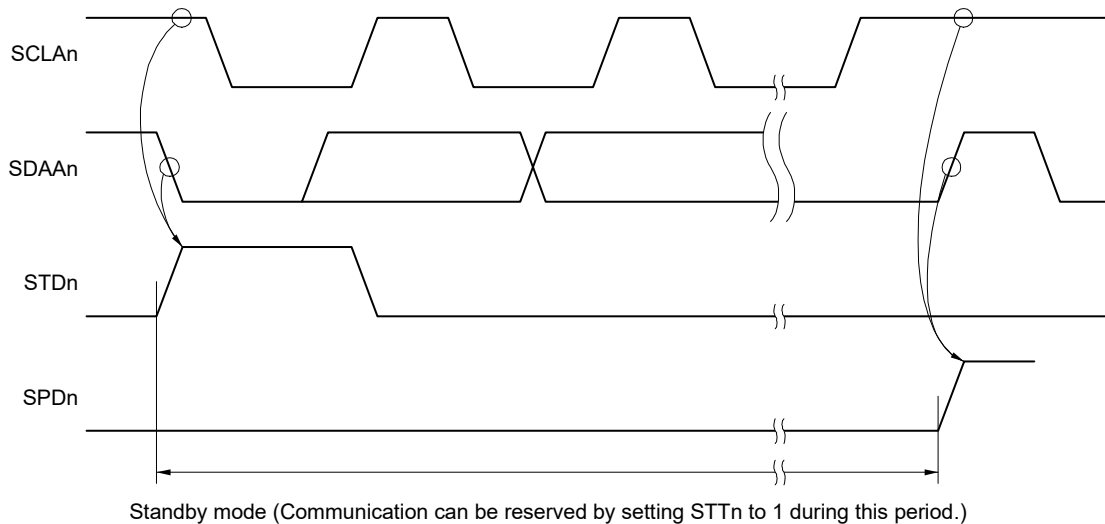 SCLAn
SDAAn
STDn
SPDn
Standby mode (Communication can be reserved by setting STTn to 1 during this period.)